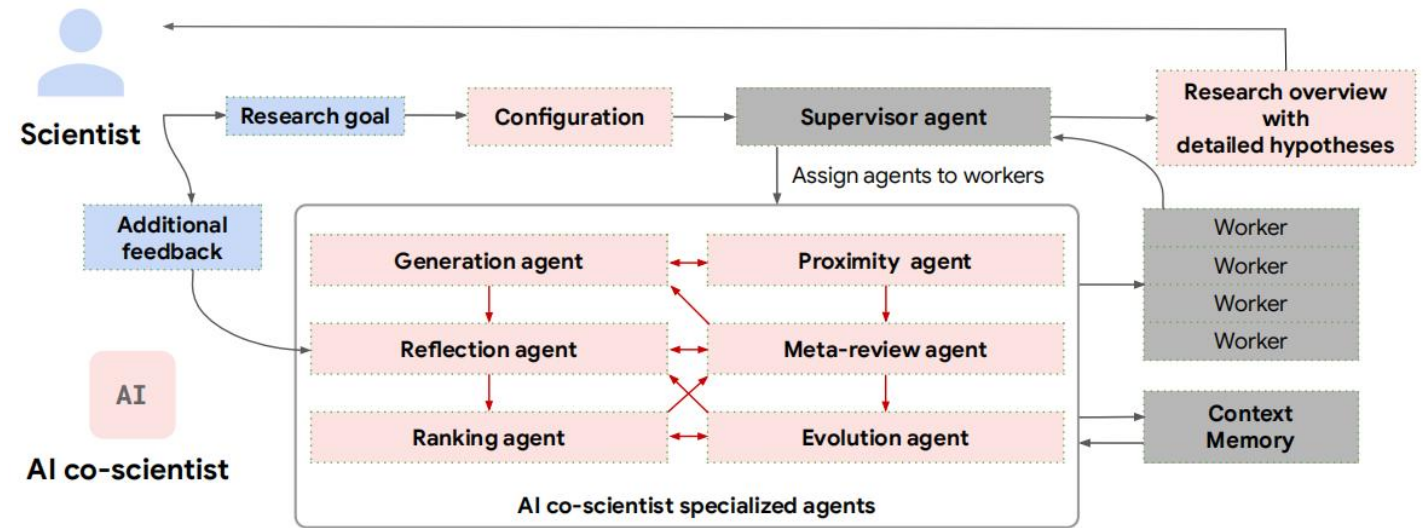 Scientist
Research goal
Configuration
Supervisor agent
Research overview
with
detailed hypotheses
Assign agents to workers
Additional
feedback
Generation agent
Proximity agent
Reflection agent
Meta-review agent
Ranking agent
Evolution agent
AI co-scientist specialized agents
Worker
Worker
Worker
Worker
Context
Memory
AI
AI co-scientist